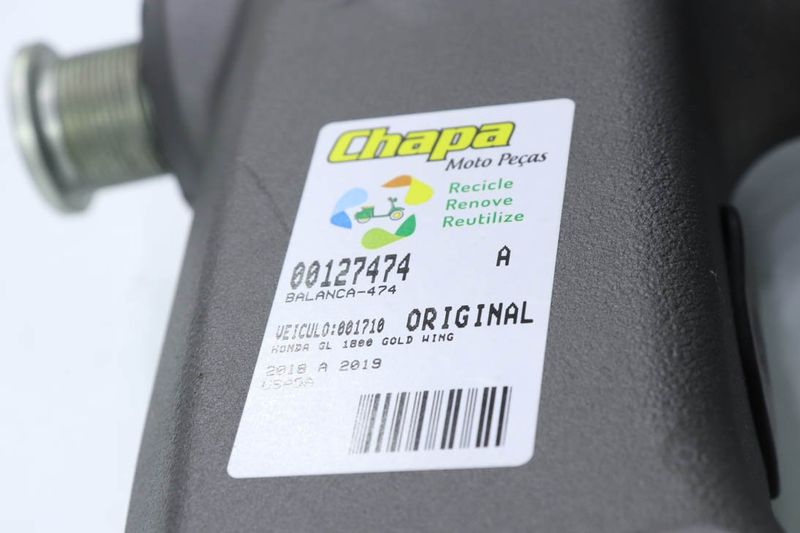 Chapa
Moto Peças
Recicle
Renove
Reutilize
00127474 A
BALANCA-474
VEICULO:001710 ORIGINAL
HONDA GL 1800 GOLD WING
2018 A 2019
USADA